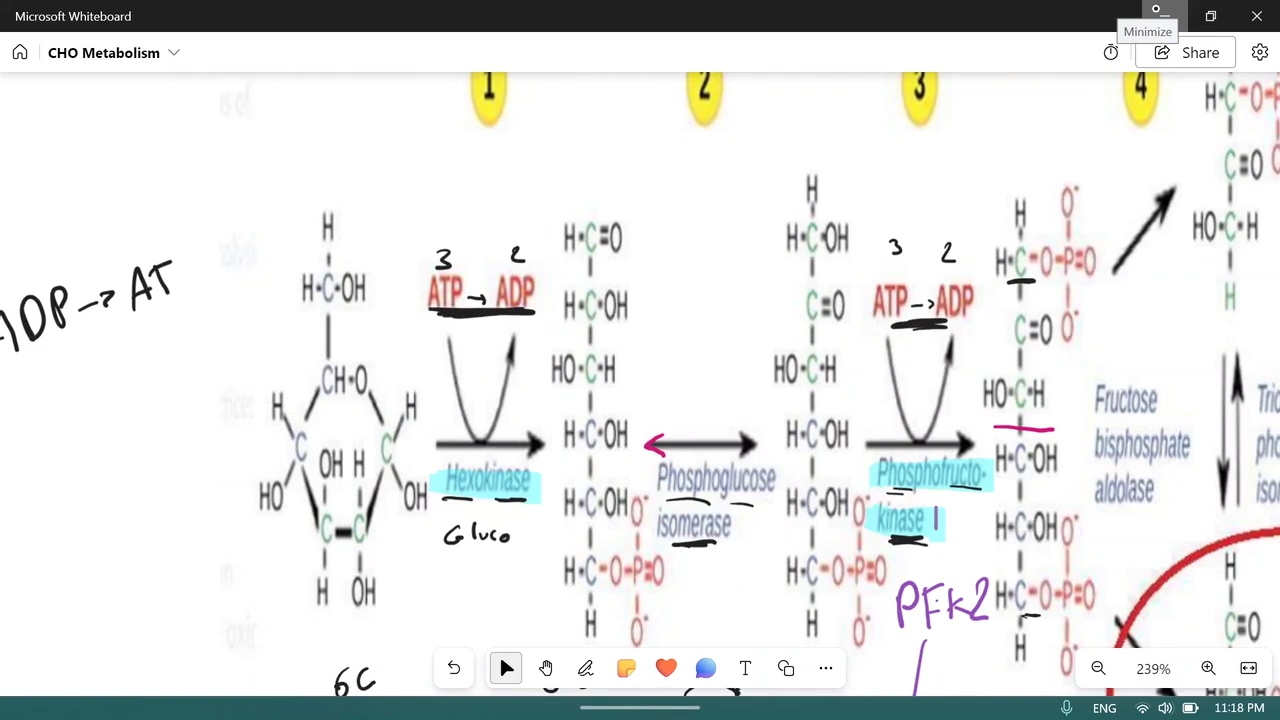 Microsoft Whiteboard
Minimize
CHO Metabolism
Share
1
2
3
4
ADP → AT
H
H·C·OH
CH·O
H
H
C
C
OH H
HO
OH
C
C
H
OH
6C
3
2
ATP → ADP
Hexokinase
Gluco
H·C=O
H·C·OH
HO·C·H
H·C·OH
H·C·OH
O⁻
H·C·O·P=O
H
O⁻
Phosphoglucose
isomerase
H
H·C·OH
C=O
HO·C·H
H·C·OH
H·C·OH
O⁻
H·C·O·P=O
H
O⁻
3
2
ATP → ADP
Phosphofructo-
kinase 1
PFK2
H
O⁻
H·C·O·P=O
C=O
O⁻
HO·C·H
H·C·OH
H·C·OH
O⁻
H·C·O·P=O
H
O⁻
Fructose
bisphosphate
aldolase
H·C·O·P
C=O
HO·C·H
H
H
C=O
239%
ENG
11:18 PM